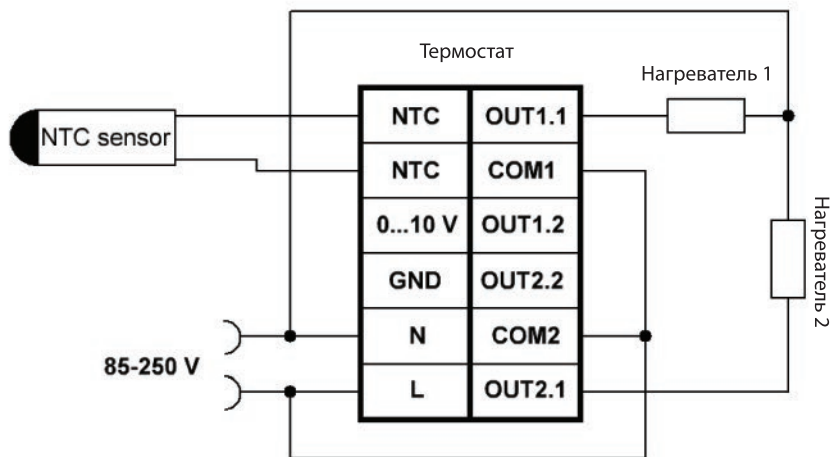 Термостат
Нагреватель 1
NTC sensor
NTC OUT1.1
NTC COM1
0...10 V OUT1.2
GND OUT2.2
N COM2
L OUT2.1
85-250 V
Нагреватель 2